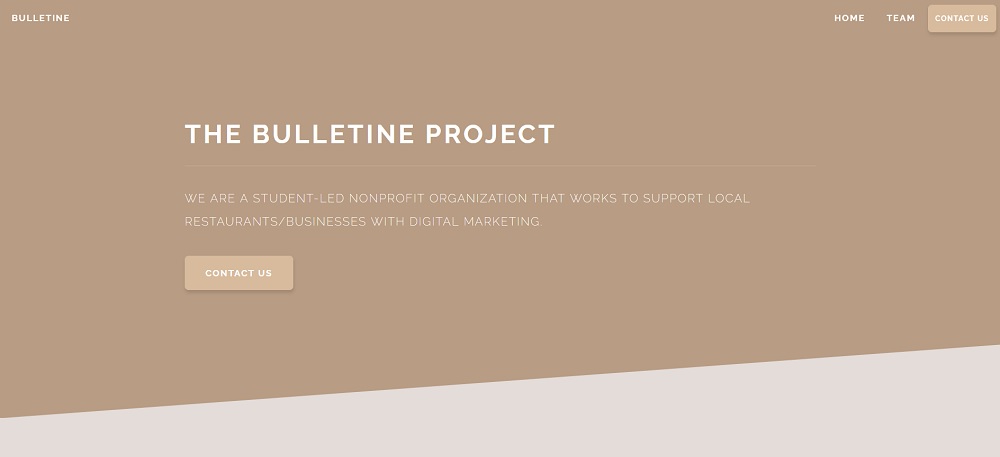 BULLETINE
HOME TEAM CONTACT US
THE BULLETINE PROJECT
WE ARE A STUDENT-LED NONPROFIT ORGANIZATION THAT WORKS TO SUPPORT LOCAL
RESTAURANTS/BUSINESSES WITH DIGITAL MARKETING.
CONTACT US